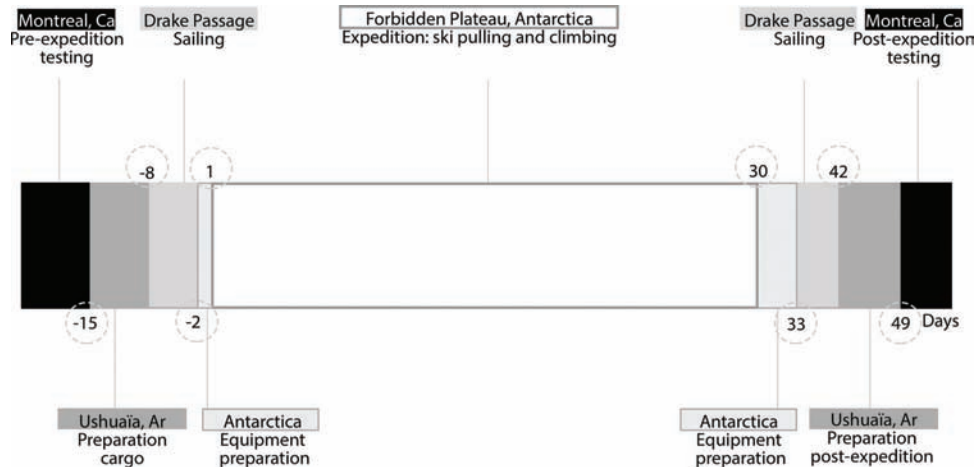 Montreal, Ca
Pre-expedition
testing
Drake Passage
Sailing
Forbidden Plateau, Antarctica
Expedition: ski pulling and climbing
Drake Passage
Sailing
Montreal, Ca
Post-expedition
testing
-8
1
30
42
-15
-2
33
49
Days
Ushuaïa, Ar
Preparation
cargo
Antarctica
Equipment
preparation
Antarctica
Equipment
preparation
Ushuaïa, Ar
Preparation
post-expedition